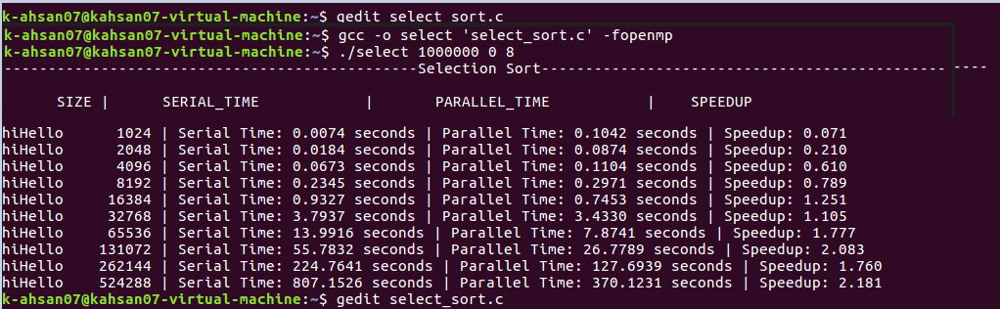 k-ahsan07@kahsan07-virtual-machine:~$ gedit select_sort.c
k-ahsan07@kahsan07-virtual-machine:~$ gcc -o select 'select_sort.c' -fopenmp
k-ahsan07@kahsan07-virtual-machine:~$ ./select 1000000 0 8
-----------------------------------------------Selection Sort---------------------------------------------- ----
SIZE | SERIAL_TIME | PARALLEL_TIME | SPEEDUP
hiHello 1024 | Serial Time: 0.0074 seconds | Parallel Time: 0.1042 seconds | Speedup: 0.071
hiHello 2048 | Serial Time: 0.0184 seconds | Parallel Time: 0.0874 seconds | Speedup: 0.210
hiHello 4096 | Serial Time: 0.0673 seconds | Parallel Time: 0.1104 seconds | Speedup: 0.610
hiHello 8192 | Serial Time: 0.2345 seconds | Parallel Time: 0.2971 seconds | Speedup: 0.789
hiHello 16384 | Serial Time: 0.9327 seconds | Parallel Time: 0.7453 seconds | Speedup: 1.251
hiHello 32768 | Serial Time: 3.7937 seconds | Parallel Time: 3.4330 seconds | Speedup: 1.105
hiHello 65536 | Serial Time: 13.9916 seconds | Parallel Time: 7.8741 seconds | Speedup: 1.777
hiHello 131072 | Serial Time: 55.7832 seconds | Parallel Time: 26.7789 seconds | Speedup: 2.083
hiHello 262144 | Serial Time: 224.7641 seconds | Parallel Time: 127.6939 seconds | Speedup: 1.760
hiHello 524288 | Serial Time: 807.1526 seconds | Parallel Time: 370.1231 seconds | Speedup: 2.181
k-ahsan07@kahsan07-virtual-machine:~$ gedit select_sort.c